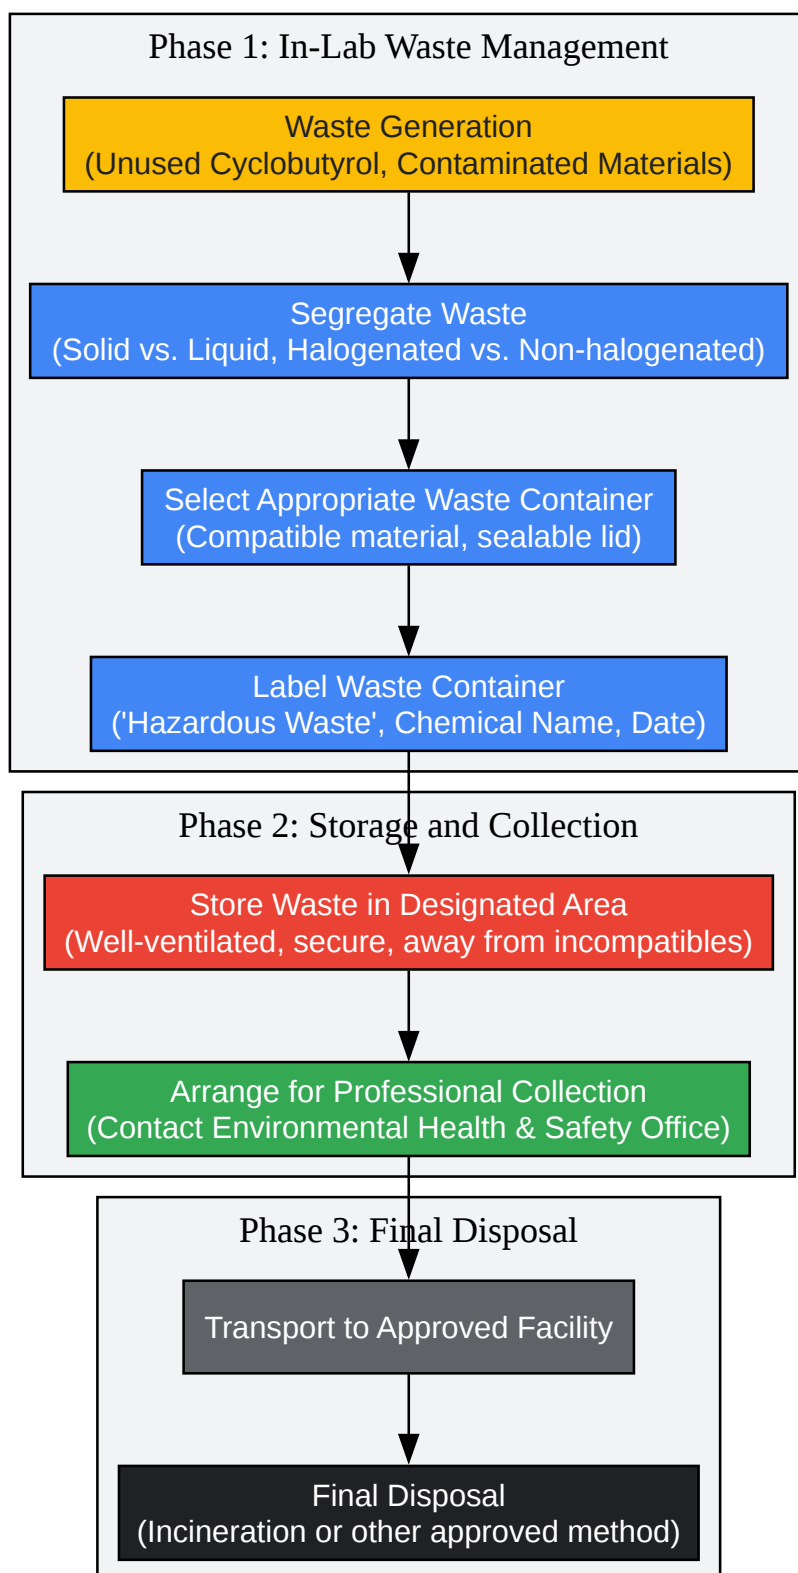 Phase 1: In-Lab Waste Management
Waste Generation
(Unused Cyclobutyrol, Contaminated Materials)
Segregate Waste
(Solid vs. Liquid, Halogenated vs. Non-halogenated)
Select Appropriate Waste Container
(Compatible material, sealable lid)
Label Waste Container
('Hazardous Waste', Chemical Name, Date)
Phase 2: Storage and Collection
Store Waste in Designated Area
(Well-ventilated, secure, away from incompatibles)
Arrange for Professional Collection
(Contact Environmental Health & Safety Office)
Phase 3: Final Disposal
Transport to Approved Facility
Final Disposal
(Incineration or other approved method)